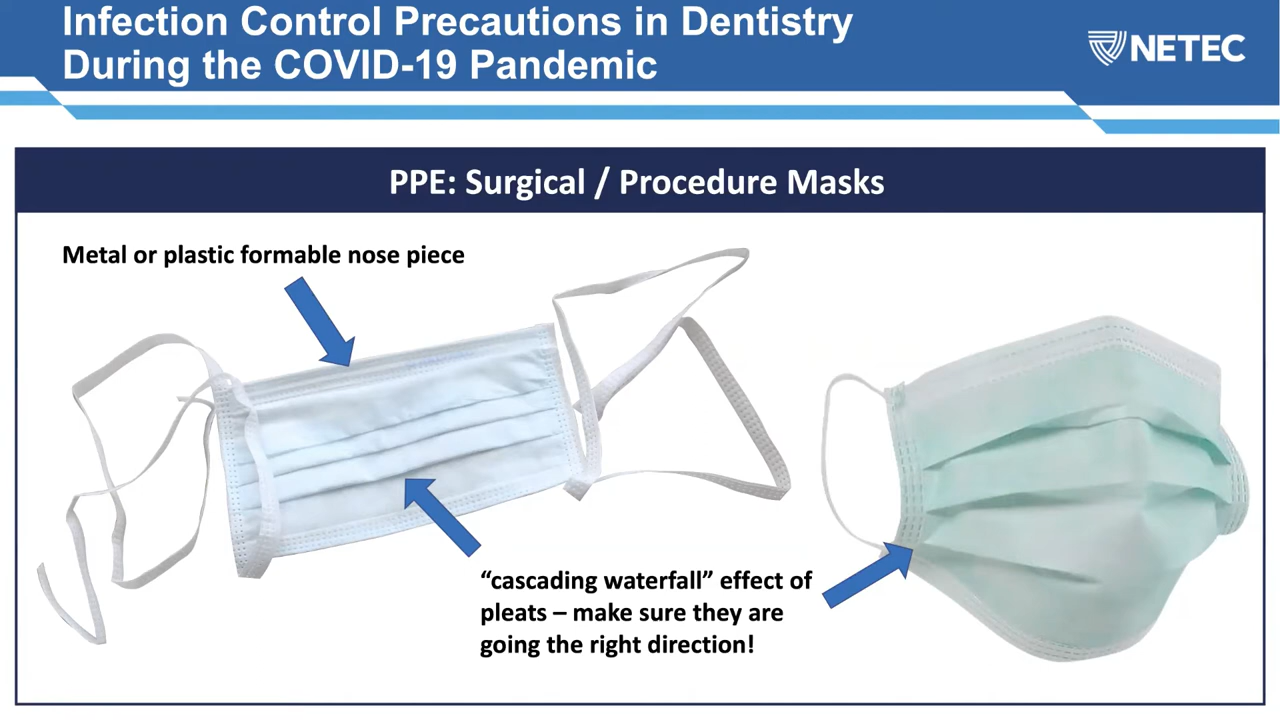 Infection Control Precautions in Dentistry
During the COVID-19 Pandemic
NETEC
PPE: Surgical / Procedure Masks
Metal or plastic formable nose piece
“cascading waterfall” effect of
pleats – make sure they are
going the right direction!